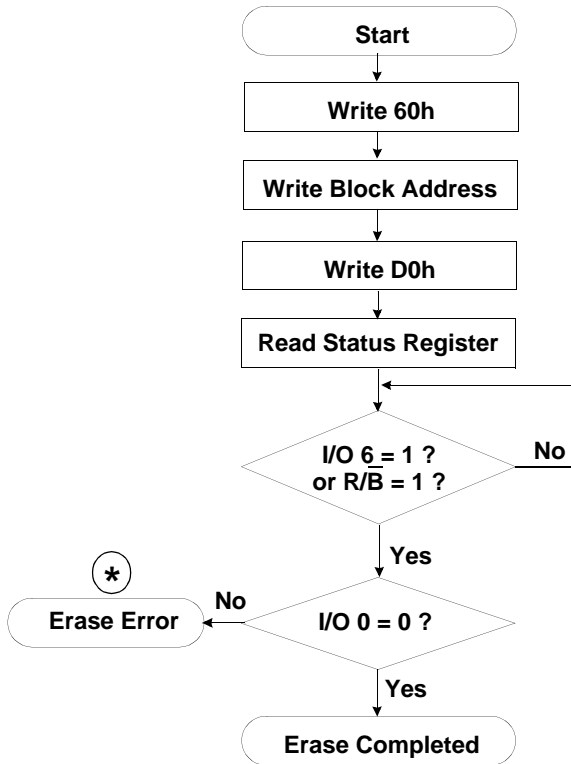 Start
Write 60h
Write Block Address
Write D0h
Read Status Register
I/O 6 = 1 ?
or R/B̅ = 1 ?
No
Yes
*
No
Erase Error
I/O 0 = 0 ?
Yes
Erase Completed